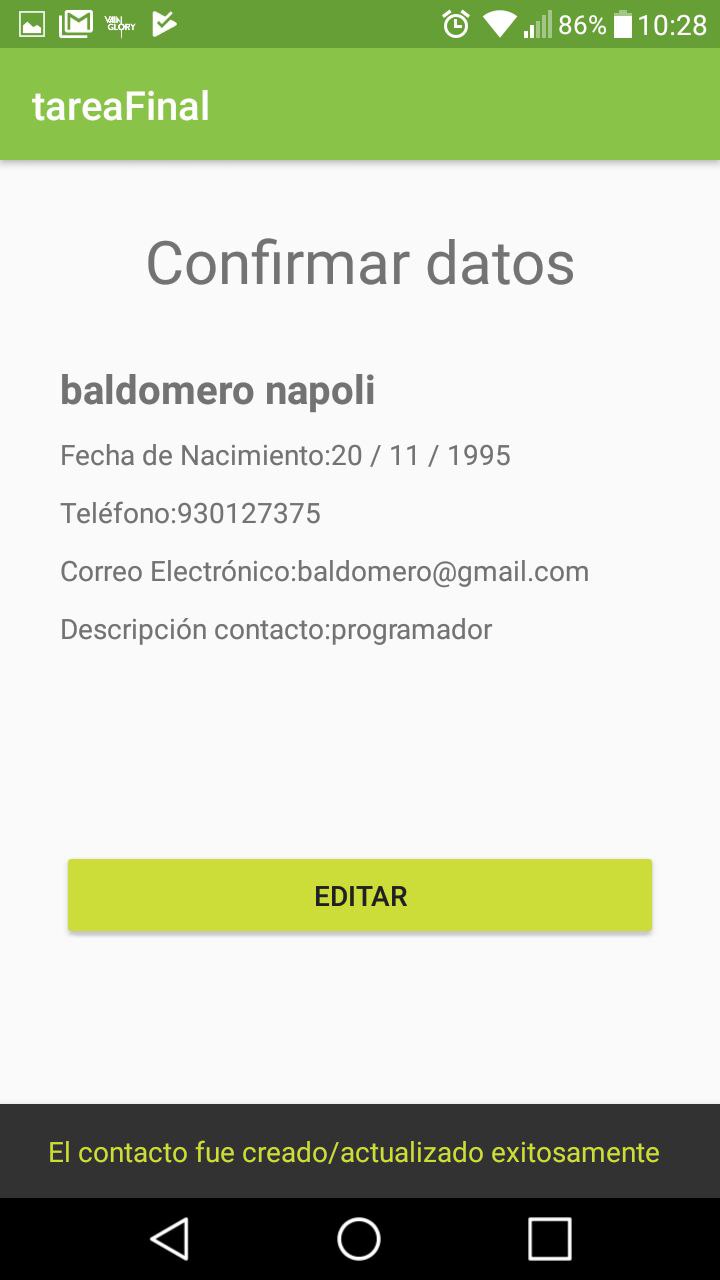 VAIN
GLORY
86% 10:28
tareaFinal
Confirmar datos
baldomero napoli
Fecha de Nacimiento:20 / 11 / 1995
Teléfono:930127375
Correo Electrónico:baldomero@gmail.com
Descripción contacto:programador
EDITAR
El contacto fue creado/actualizado exitosamente